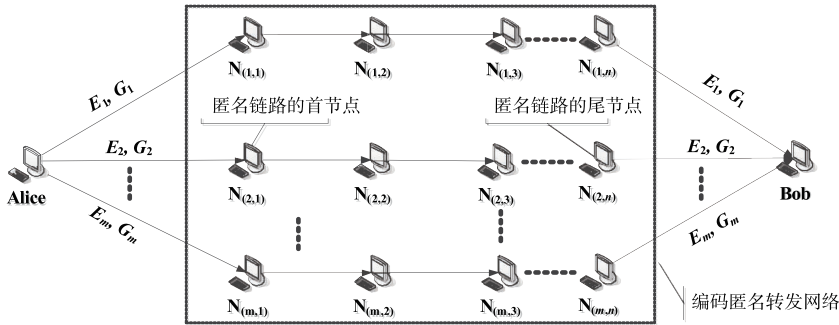 N(1,1) N(1,2) N(1,3) N(1,n)
E1, G1 E1, G1
匿名链路的首节点 匿名链路的尾节点
E2, G2 E2, G2
Alice N(2,1) N(2,2) N(2,3) N(2,n) Bob
Em, Gm Em, Gm
N(m,1) N(m,2) N(m,3) N(m,n)
编码匿名转发网络